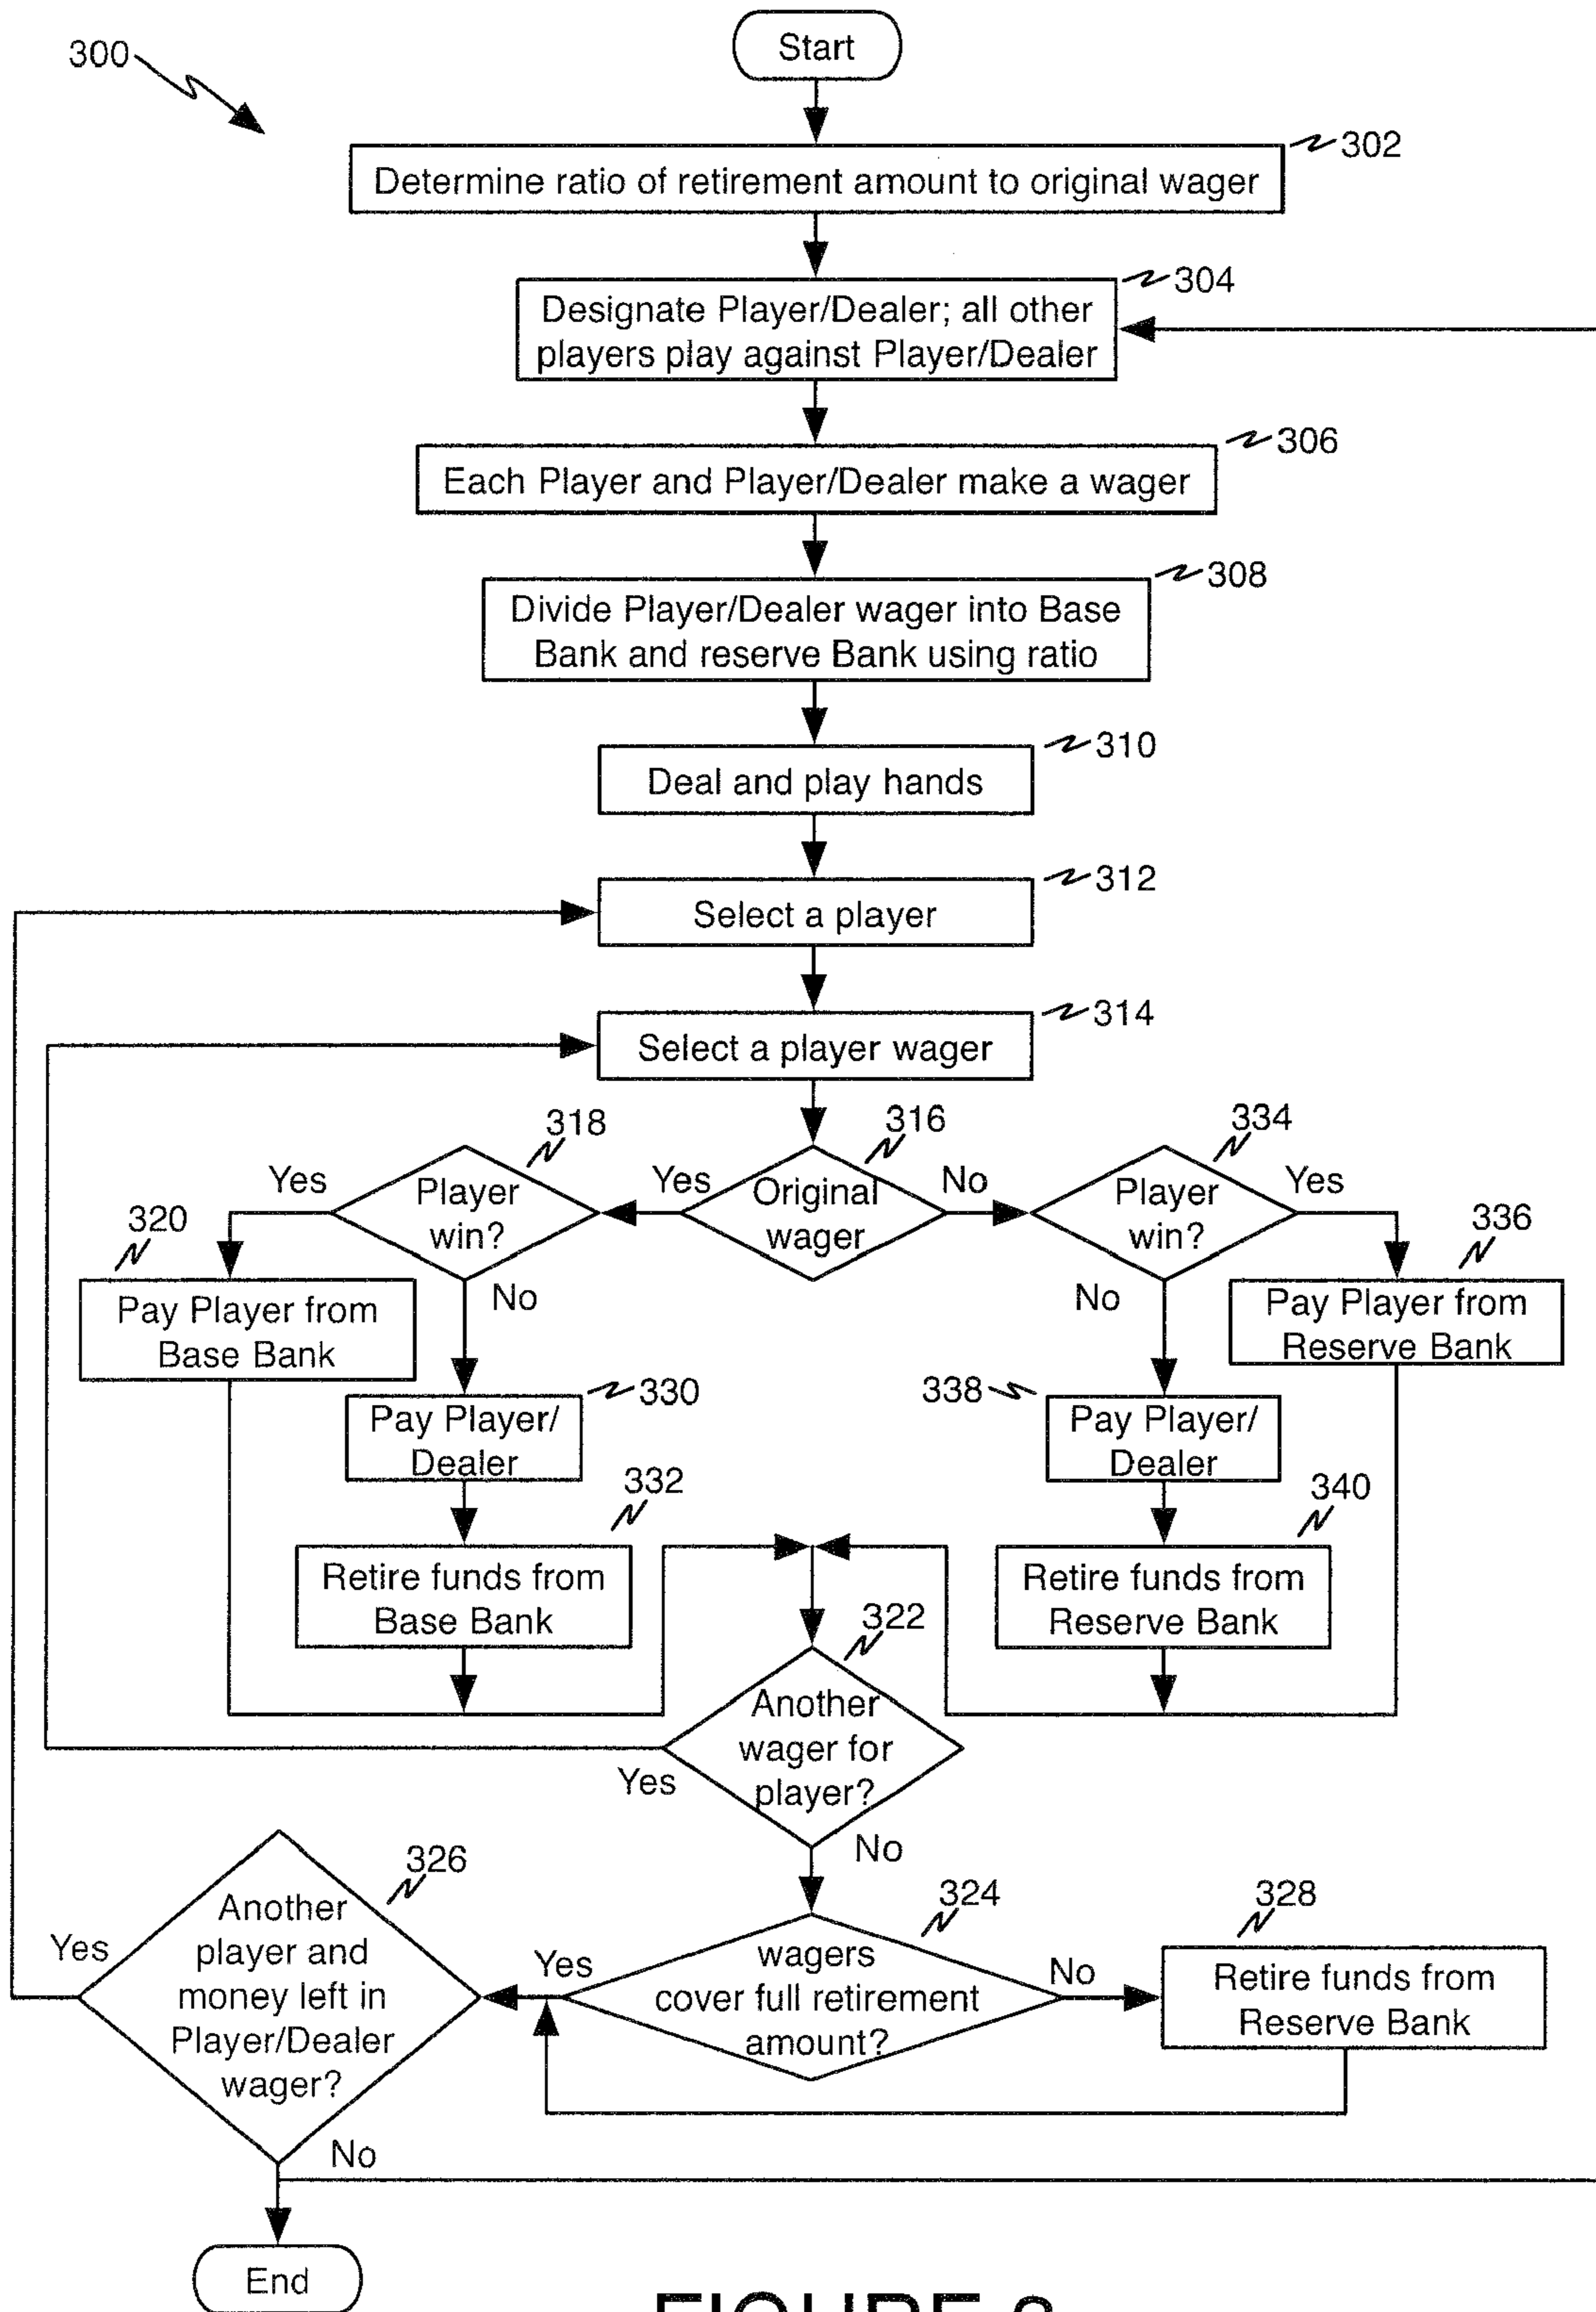 Start
300
302
Determine ratio of retirement amount to original wager
304
Designate Player/Dealer; all other
players play against Player/Dealer
306
Each Player and Player/Dealer make a wager
308
Divide Player/Dealer wager into Base
Bank and reserve Bank using ratio
310
Deal and play hands
312
Select a player
314
Select a player wager
318
316
334
Yes
Player
win?
Yes
Original
wager
No
Player
win?
Yes
320
336
Pay Player from
Base Bank
No
No
Pay Player from
Reserve Bank
330
Pay Player/
Dealer
338
Pay Player/
Dealer
332
340
Retire funds from
Base Bank
Retire funds from
Reserve Bank
322
Another
wager for
player?
Yes
No
326
Another
player and
money left in
Player/Dealer
wager?
Yes
324
Yes
wagers
cover full retirement
amount?
No
328
Retire funds from
Reserve Bank
No
End
FIGURE